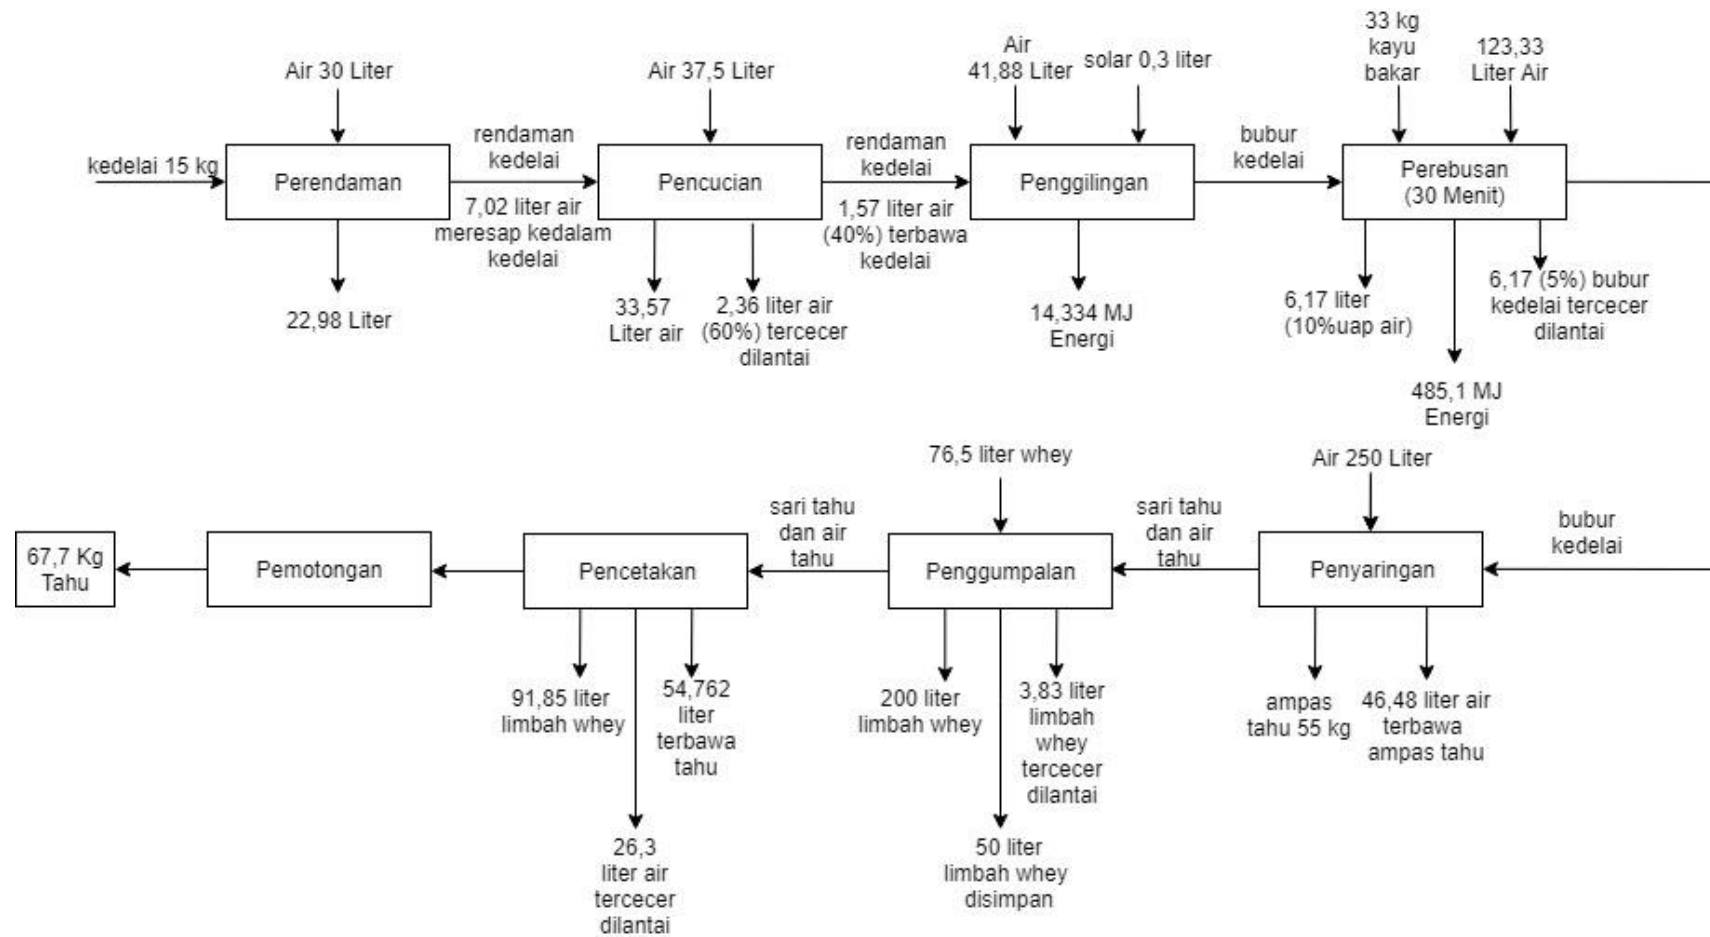 Air 30 Liter
kedelai 15 kg
Perendaman
22,98 Liter
rendaman
kedelai
7,02 liter air
meresap kedalam
kedelai
Air 37,5 Liter
Pencucian
33,57
Liter air
2,36 liter air
(60%) tercecer
dilantai
rendaman
kedelai
1,57 liter air
(40%) terbawa
kedelai
Air
41,88 Liter
solar 0,3 liter
Penggilingan
14,334 MJ
Energi
bubur
kedelai
33 kg
kayu
bakar
123,33
Liter Air
Perebusan
(30 Menit)
6,17 liter
(10%uap air)
485,1 MJ
Energi
6,17 (5%) bubur
kedelai tercecer
dilantai
bubur
kedelai
Air 250 Liter
Penyaringan
ampas
tahu 55 kg
46,48 liter air
terbawa
ampas tahu
sari tahu
dan air
tahu
76,5 liter whey
Penggumpalan
200 liter
limbah whey
50 liter
limbah whey
disimpan
3,83 liter
limbah
whey
tercecer
dilantai
sari tahu
dan air
tahu
Pencetakan
91,85 liter
limbah whey
26,3
liter air
tercecer
dilantai
54,762
liter
terbawa
tahu
Pemotongan
67,7 Kg
Tahu